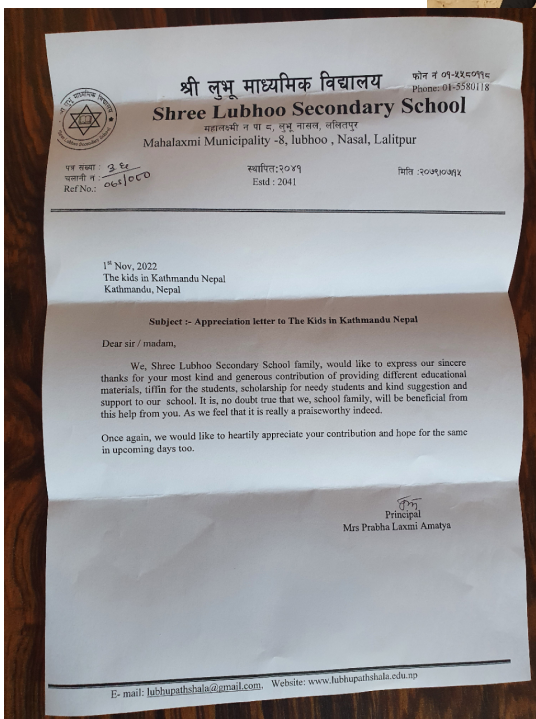 श्री लुभू माध्यमिक विद्यालय
फोन नं ०१-५५८०११८
Phone: 01-5580118
Shree Lubhoo Secondary School
महालक्ष्मी न पा ८, लुभू नासल, ललितपुर
Mahalaxmi Municipality -8, lubhoo , Nasal, Lalitpur
पत्र संख्या :
चलानी न :
Ref No.:
स्थापित:२०४१
Estd : 2041
मिति :२०७९।०७।१५
1st Nov, 2022
The kids in Kathmandu Nepal
Kathmandu, Nepal
Subject :- Appreciation letter to The Kids in Kathmandu Nepal
Dear sir / madam,
We, Shree Lubhoo Secondary School family, would like to express our sincere
thanks for your most kind and generous contribution of providing different educational
materials, tiffin for the students, scholarship for needy students and kind suggestion and
support to our school. It is, no doubt true that we, school family, will be beneficial from
this help from you. As we feel that it is really a praiseworthy indeed.
Once again, we would like to heartily appreciate your contribution and hope for the same
in upcoming days too.
Principal
Mrs Prabha Laxmi Amatya
E- mail: lubhupathshala@gmail.com, Website: www.lubhupathshala.edu.np